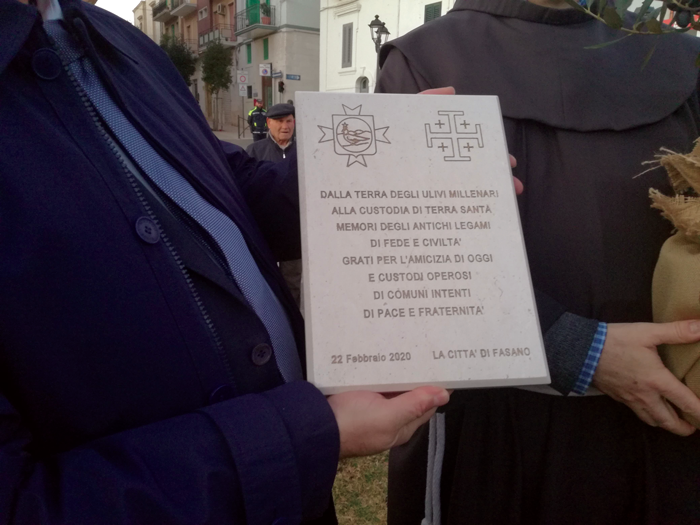 DALLA TERRA DEGLI ULIVI MILLENARI
ALLA CUSTODIA DI TERRA SANTA
MEMORI DEGLI ANTICHI LEGAMI
DI FEDE E CIVILTA'
GRATI PER L'AMICIZIA DI OGGI
E CUSTODI OPEROSI
DI COMUNI INTENTI
DI PACE E FRATERNITA'
22 Febbraio 2020 LA CITTA' DI FASANO